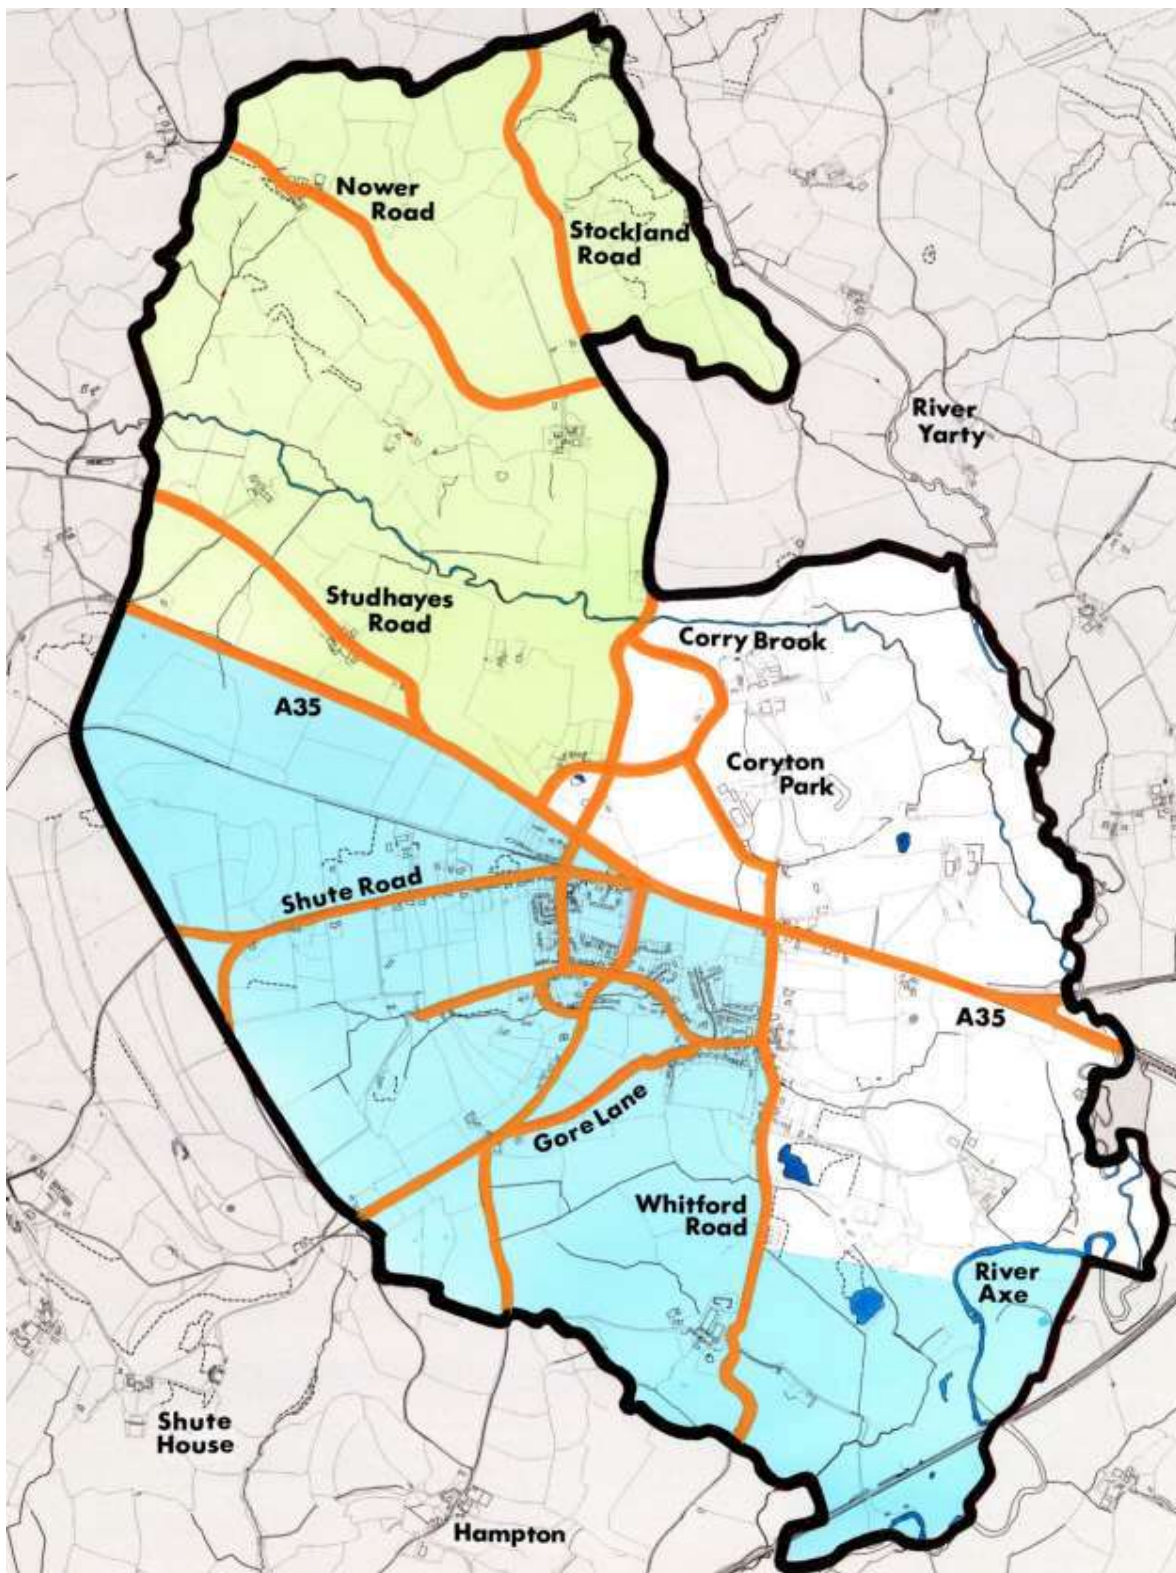 Nower
Road
Stockland
Road
River
Yarty
Studhayes
Road
Corry Brook
A35
Coryton
Park
Shute Road
A35
Gore Lane
Whitford
Road
River
Axe
Shute
House
Hampton